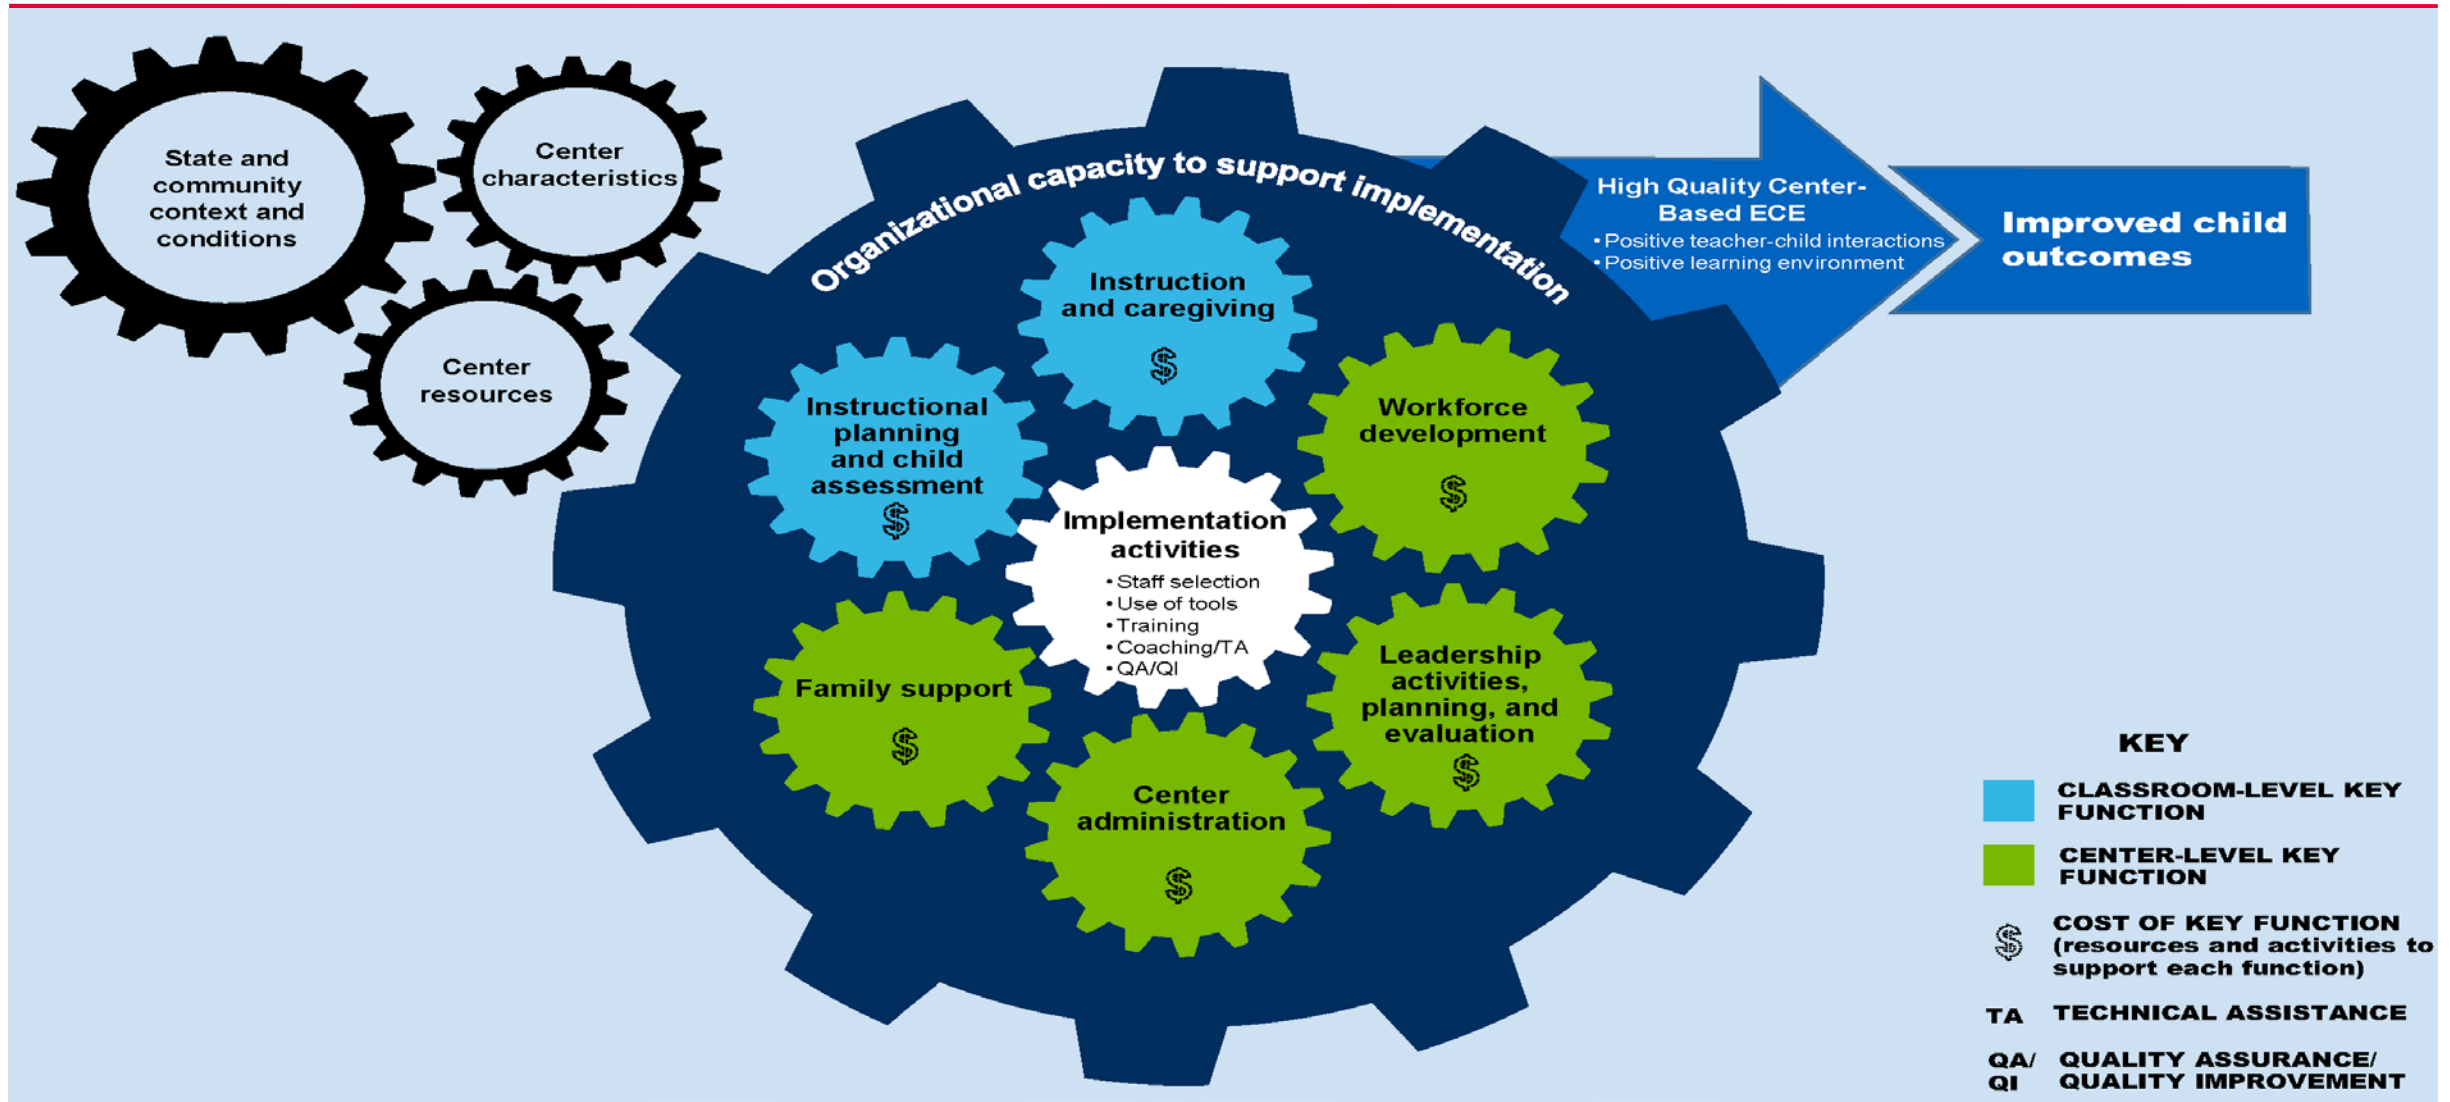 State and
community
context and
conditions
Center
characteristics
Center
resources
Organizational capacity to support implementation
Instruction
and caregiving
$
Instructional
planning
and child
assessment
$
Workforce
development
$
Implementation
activities
• Staff selection
• Use of tools
• Training
• Coaching/TA
• QA/QI
Family support
$
Leadership
activities,
planning, and
evaluation
$
Center
administration
$
High Quality Center-
Based ECE
• Positive teacher-child interactions
• Positive learning environment
Improved child
outcomes
KEY
CLASSROOM-LEVEL KEY
FUNCTION
CENTER-LEVEL KEY
FUNCTION
$ COST OF KEY FUNCTION
(resources and activities to
support each function)
TA TECHNICAL ASSISTANCE
QA/ QUALITY ASSURANCE/
QI QUALITY IMPROVEMENT